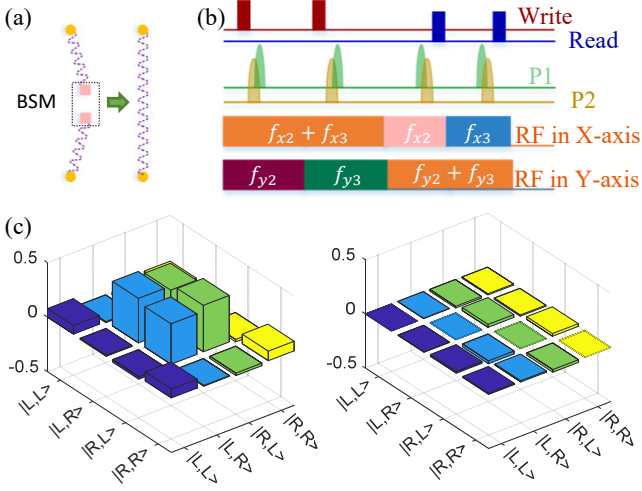 (a)
BSM
(b)
Write
Read
P1
P2
f_{x2} + f_{x3} f_{x2} f_{x3} RF in X-axis
f_{y2} f_{y3} f_{y2} + f_{y3} RF in Y-axis
(c)
0.5
0
-0.5
|L,L>
|L,R>
|R,L>
|R,R>
|L,L>
|L,R>
|R,L>
|R,R>
0.5
0
-0.5
|L,L>
|L,R>
|R,L>
|R,R>
|L,L>
|L,R>
|R,L>
|R,R>